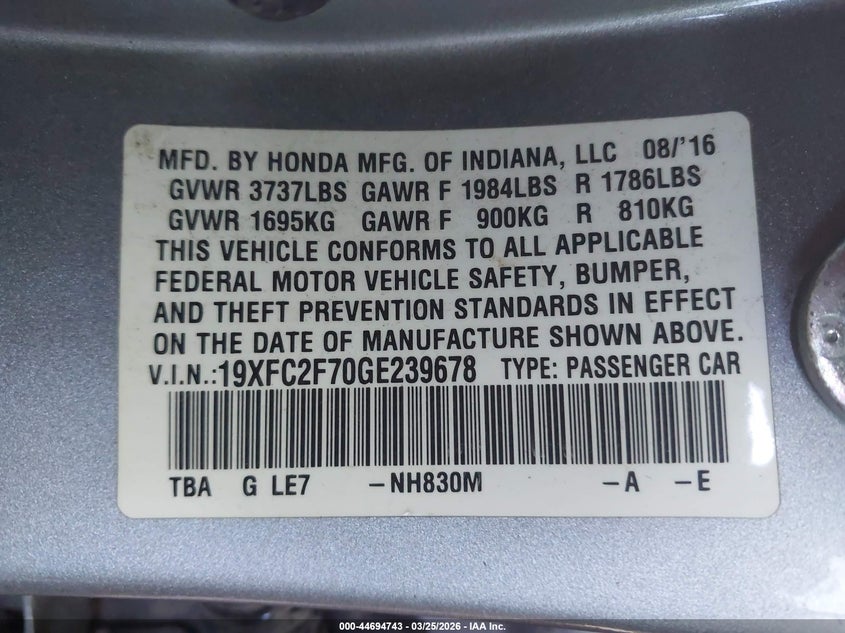 MFD. BY HONDA MFG. OF INDIANA, LLC 08/'16
GVWR 3737LBS GAWR F 1984LBS R 1786LBS
GVWR 1695KG GAWR F 900KG R 810KG
THIS VEHICLE CONFORMS TO ALL APPLICABLE
FEDERAL MOTOR VEHICLE SAFETY, BUMPER,
AND THEFT PREVENTION STANDARDS IN EFFECT
ON THE DATE OF MANUFACTURE SHOWN ABOVE.
V.I.N.:19XFC2F70GE239678 TYPE: PASSENGER CAR
TBA G LE7 -NH830M -A -E
000-44694743 | 03/25/2026 | IAA Inc.